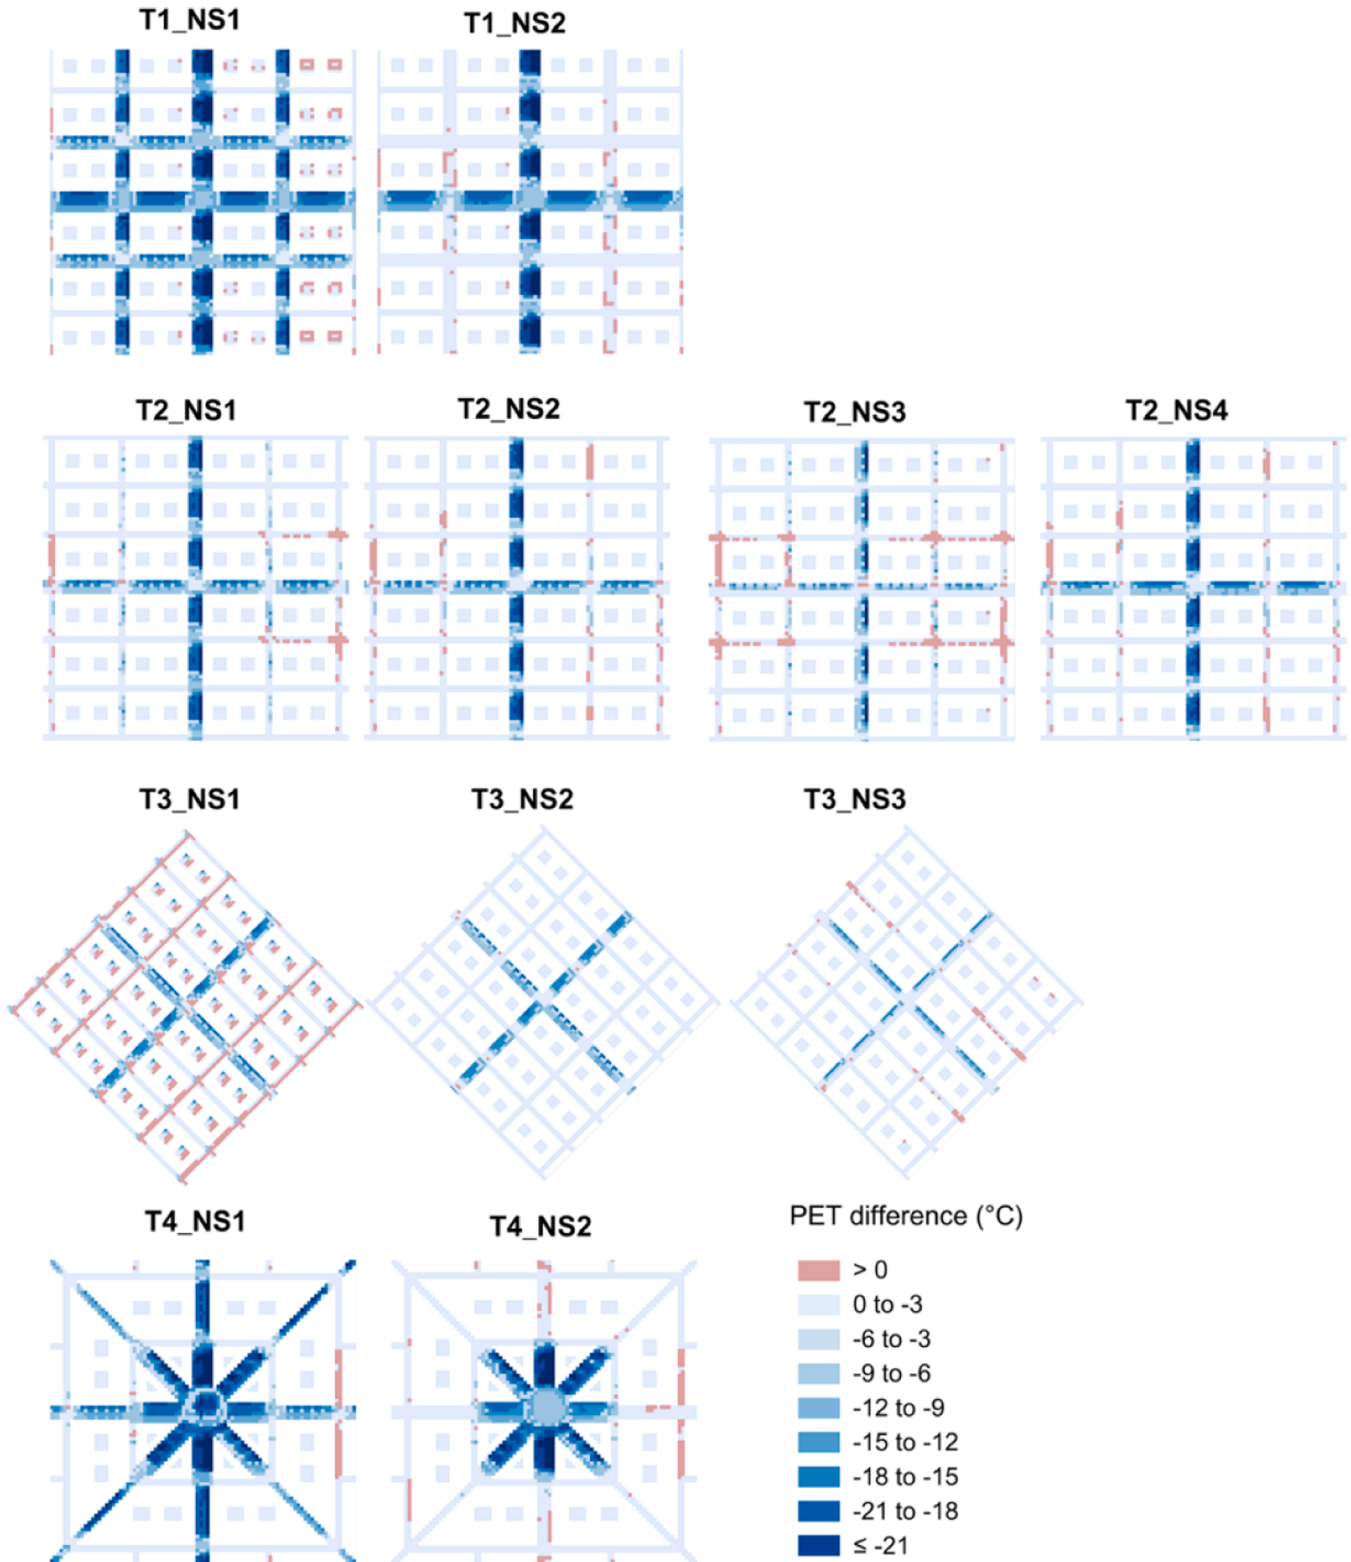 T1_NS1 T1_NS2
T2_NS1 T2_NS2 T2_NS3 T2_NS4
T3_NS1 T3_NS2 T3_NS3
T4_NS1 T4_NS2
PET difference (°C)
> 0
0 to -3
-6 to -3
-9 to -6
-12 to -9
-15 to -12
-18 to -15
-21 to -18
≤ -21